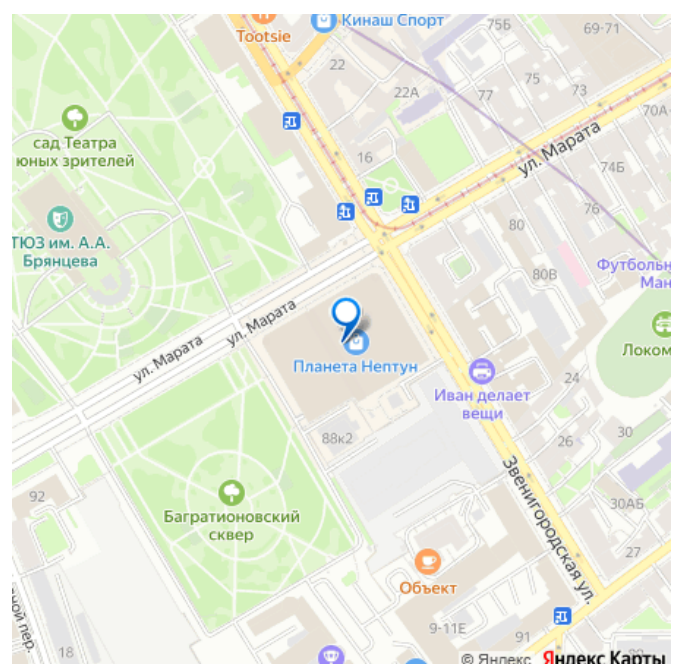 Кинаш Спорт
Tootsie
75Б
69-71
22
22А
77
75
73
70А
сад Театра
юных зрителей
16
ул. Марата
74Б
76
ТЮЗ им. А.А.
Брянцева
80
80В
Футбольн
Ман
ул. Марата
ул. Марата
Планета Нептун
Локом
Иван делает
вещи
24
88к2
26
30
92
Багратионовский
сквер
Звенигородская ул.
30АБ
27
Объект
ной пер.
18
9-11Е
91
© Яндекс
Яндекс Карты